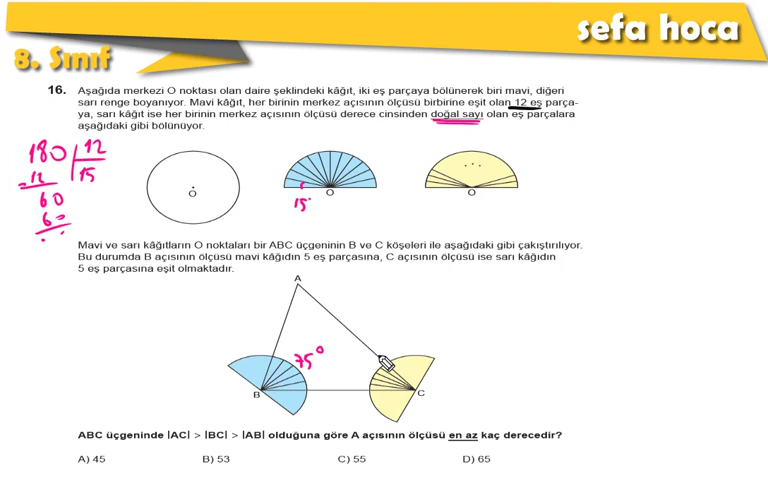 sefa hoca
8. Sınıf
16. Aşağıda merkezi O noktası olan daire şeklindeki kâğıt, iki eş parçaya bölünerek biri mavi, diğeri
sarı renge boyanıyor. Mavi kâğıt, her birinin merkez açısının ölçüsü birbirine eşit olan 12 eş parça-
ya, sarı kâğıt ise her birinin merkez açısının ölçüsü derece cinsinden doğal sayı olan eş parçalara
aşağıdaki gibi bölünüyor.
180 12
12 15
60
60
O
O
15
O
Mavi ve sarı kâğıtların O noktaları bir ABC üçgeninin B ve C köşeleri ile aşağıdaki gibi çakıştırılıyor.
Bu durumda B açısının ölçüsü mavi kâğıdın 5 eş parçasına, C açısının ölçüsü ise sarı kâğıdın
5 eş parçasına eşit olmaktadır.
A
75°
B
C
ABC üçgeninde |AC| > |BC| > |AB| olduğuna göre A açısının ölçüsü en az kaç derecedir?
A) 45 B) 53 C) 55 D) 65